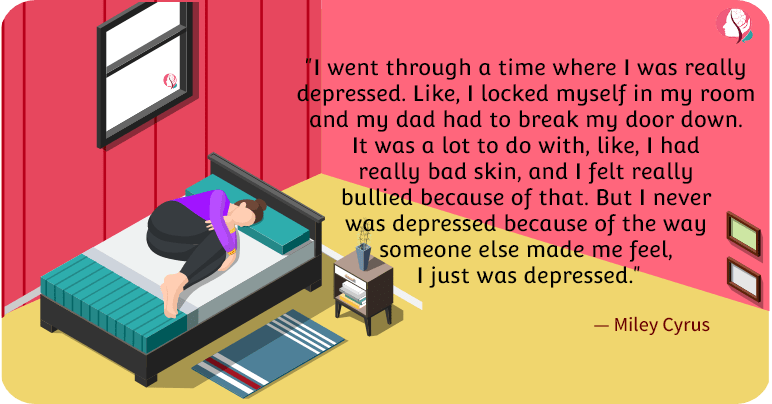 "I went through a time where I was really
depressed. Like, I locked myself in my room
and my dad had to break my door down.
It was a lot to do with, like, I had
really bad skin, and I felt really
bullied because of that. But I never
was depressed because of the way
someone else made me feel,
I just was depressed."
— Miley Cyrus